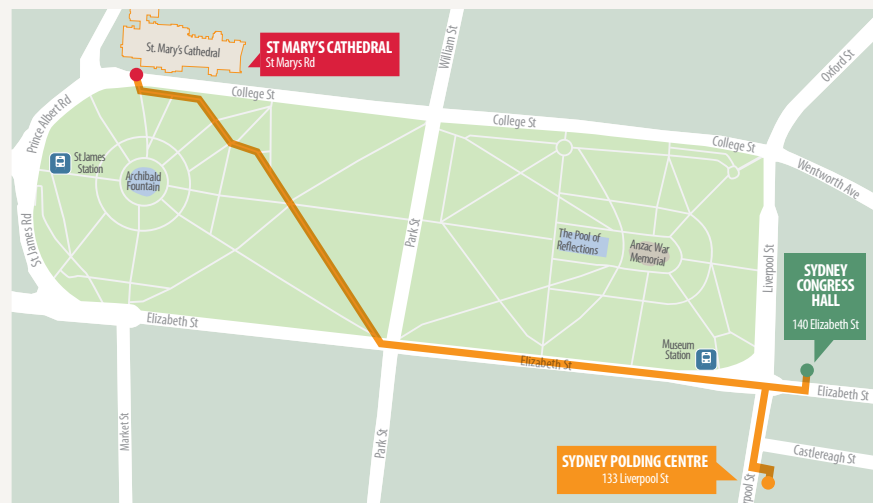 St. Mary's Cathedral
ST MARY'S CATHEDRAL
St Marys Rd
William St
Oxford St
College St
College St
College St
Prince Albert Rd
St James
Station
Archibald
Fountain
Wentworth Ave
St James Rd
Park St
The Pool of
Reflections
Anzac War
Memorial
Liverpool St
SYDNEY
CONGRESS
HALL
140 Elizabeth St
Elizabeth St
Museum
Station
Elizabeth St
Elizabeth St
Market St
Park St
Castlereagh St
SYDNEY POLDING CENTRE
133 Liverpool St
pool St